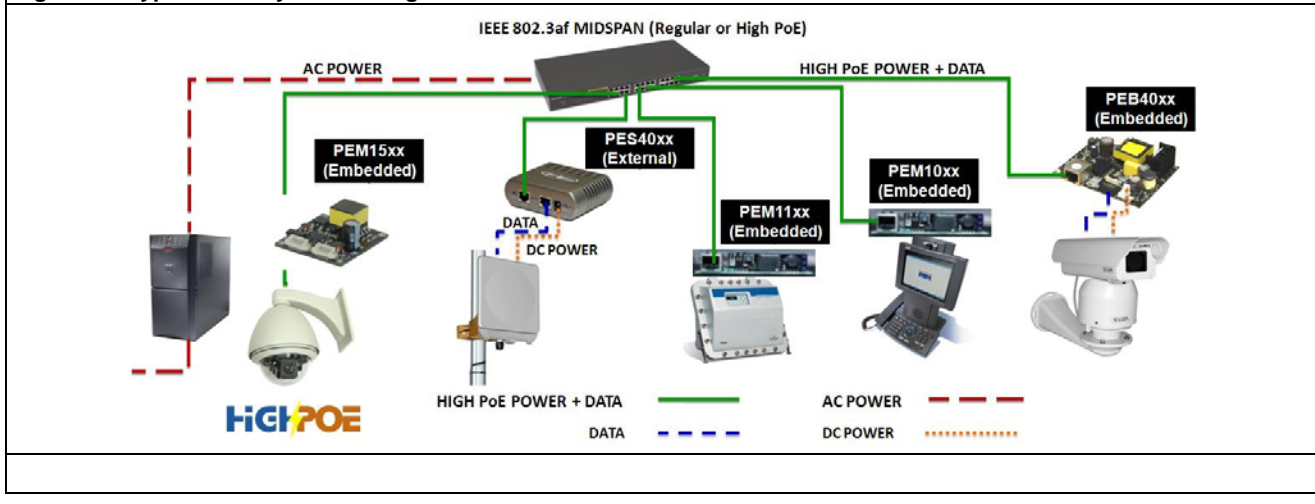 IEEE 802.3af MIDSPAN (Regular or High PoE)
AC POWER
HIGH PoE POWER + DATA
PEB40xx
(Embedded)
PES40xx
(External)
PEM15xx
(Embedded)
PEM10xx
(Embedded)
PEM11xx
(Embedded)
DATA
DC POWER
HIGH PoE POWER + DATA
AC POWER
HiGHPOE
DATA
DC POWER